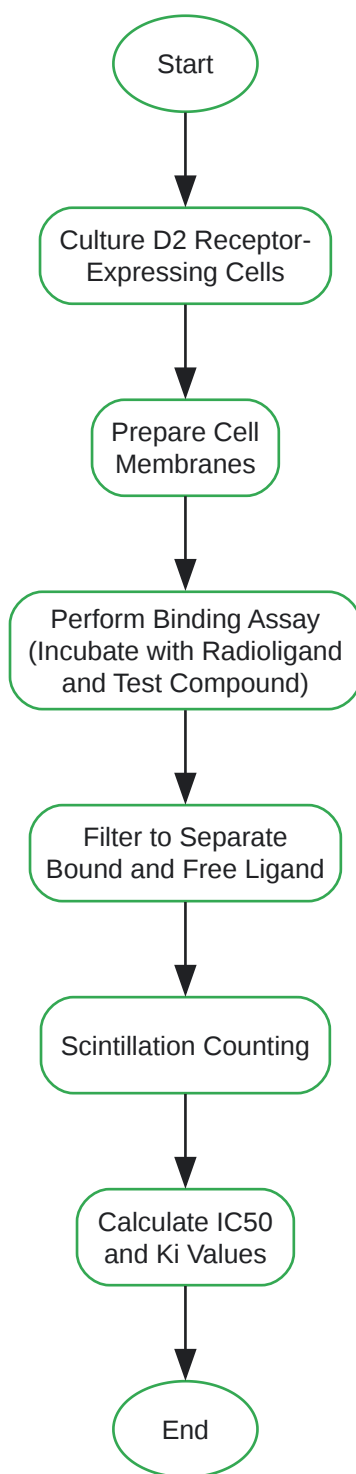 Start
Culture D2 Receptor-
Expressing Cells
Prepare Cell
Membranes
Perform Binding Assay
(Incubate with Radioligand
and Test Compound)
Filter to Separate
Bound and Free Ligand
Scintillation Counting
Calculate IC50
and Ki Values
End